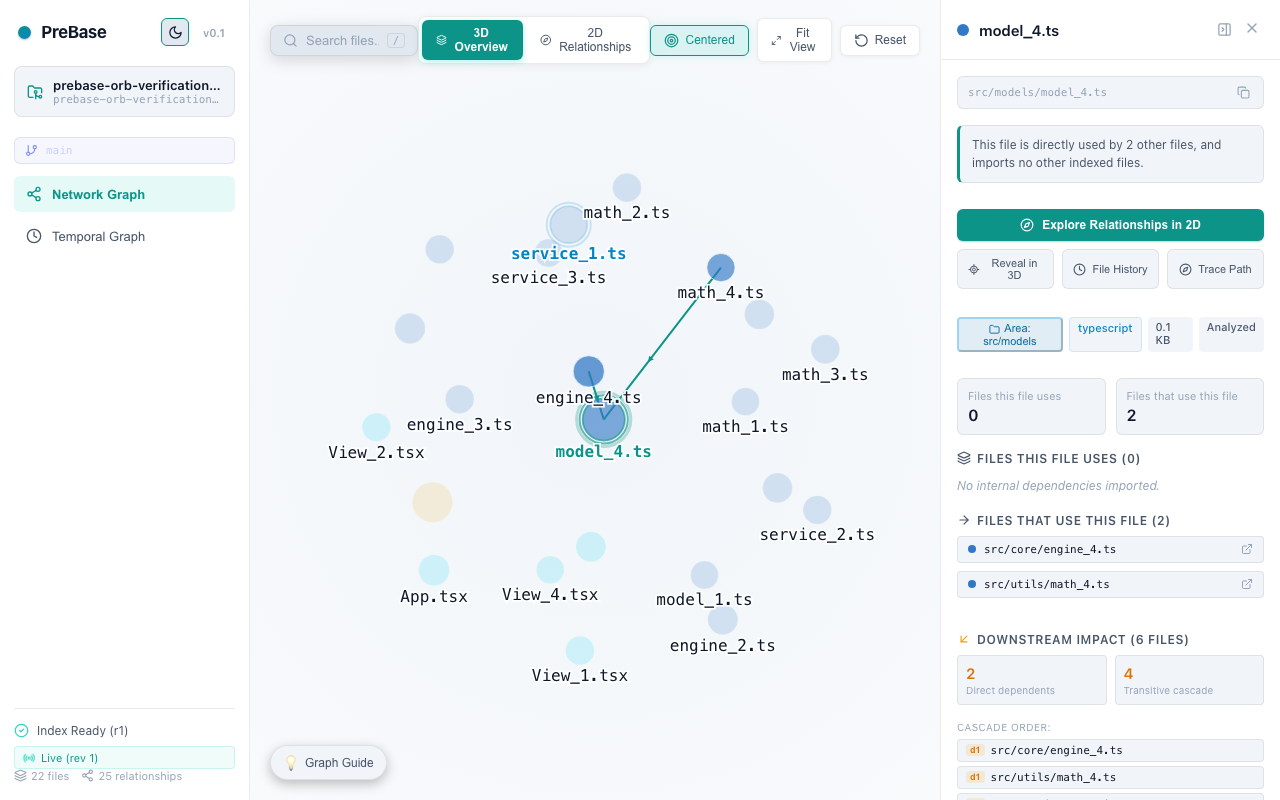 PreBase
v0.1
prebase-orb-verification...
prebase-orb-verification…
main
Network Graph
Temporal Graph
Index Ready (r1)
Live (rev 1)
22 files
25 relationships
Search files.
/
3D
Overview
2D
Relationships
Centered
Fit
View
Reset
math_2.ts
service_1.ts
service_3.ts
math_4.ts
math_3.ts
engine_4.ts
engine_3.ts
math_1.ts
View_2.tsx
model_4.ts
service_2.ts
App.tsx
View_4.tsx
model_1.ts
engine_2.ts
View_1.tsx
Graph Guide
model_4.ts
src/models/model_4.ts
This file is directly used by 2 other files, and
imports no other indexed files.
Explore Relationships in 2D
Reveal in
3D
File History
Trace Path
Area:
src/models
typescript
0.1
KB
Analyzed
Files this file uses
0
Files that use this file
2
FILES THIS FILE USES (0)
No internal dependencies imported.
FILES THAT USE THIS FILE (2)
src/core/engine_4.ts
src/utils/math_4.ts
DOWNSTREAM IMPACT (6 FILES)
2
Direct dependents
4
Transitive cascade
CASCADE ORDER:
d1 src/core/engine_4.ts
d1 src/utils/math_4.ts